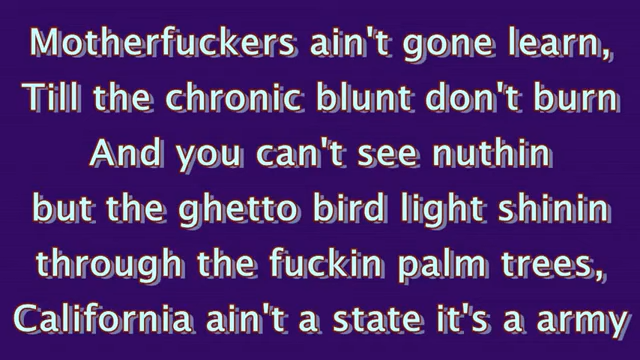 Motherfuckers ain't gone learn,
Till the chronic blunt don't burn
And you can't see nuthin
but the ghetto bird light shinin
through the fuckin palm trees,
California ain't a state it's a army